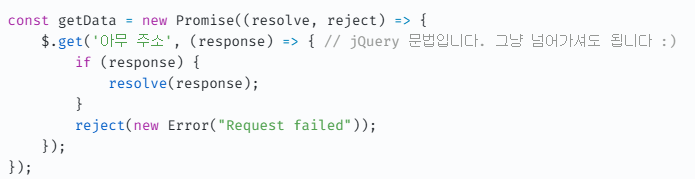 const getData = new Promise((resolve, reject) => {
    $.get('아무 주소', (response) => { // jQuery 문법입니다. 그냥 넘어가셔도 됩니다 :)
        if (response) {
            resolve(response);
        }
        reject(new Error("Request failed"));
    });
});